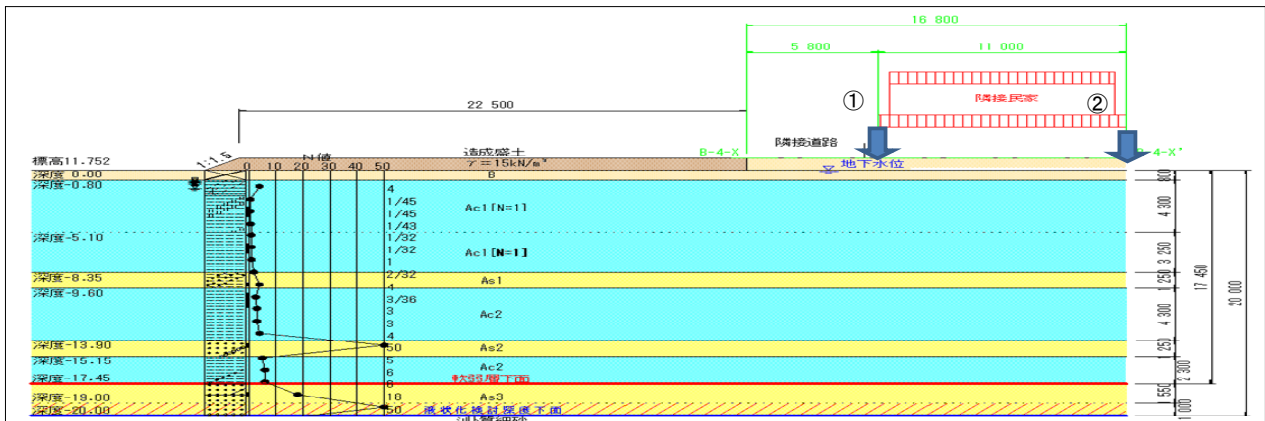 16 800
5 800
11 000
①
隣接民家
②
22 500
隣接道路
標高11.752
1:1.5
N値
造成盛土
B-4-X
地下水位
B-4-X'
0 10 20 30 40 50
γ=15kN/m³
深度 0.00
B
800
深度-0.80
4
1/45
Ac1[N=1]
4 300
1/45
1/43
深度-5.10
1/32
1/32
Ac1[N=1]
3 250
1
17 450
20 000
深度-8.35
2/32
As1
1 250
4
深度-9.60
3/36
3
Ac2
4 300
3
4
深度-13.90
50
As2
1 250
深度-15.15
5
Ac2
2 300
6
軟弱層下面
深度-17.45
6
深度-19.00
18
As3
1 550
深度-20.00
50
液状化検討深度下面
1 000